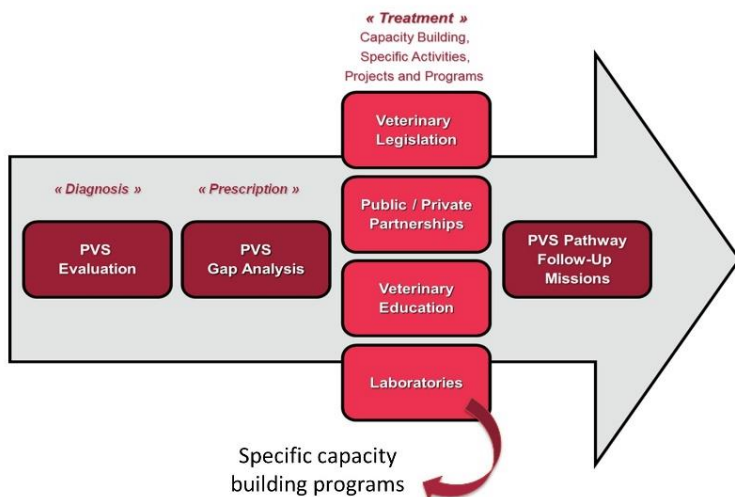 « Treatment »
Capacity Building,
Specific Activities,
Projects and Programs
Veterinary
Legislation
« Diagnosis »
« Prescription »
PVS
Evaluation
PVS
Gap Analysis
Public / Private
Partnerships
Veterinary
Education
Laboratories
PVS Pathway
Follow-Up
Missions
Specific capacity
building programs